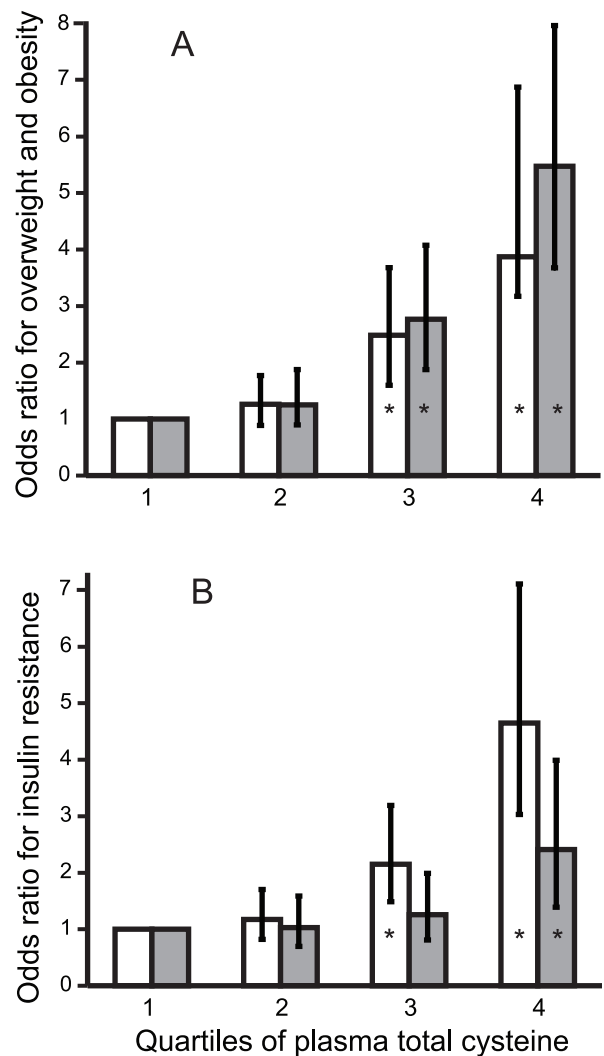 A
Odds ratio for overweight and obesity
8
7
6
5
4
3
2
1
0
* * * *
1 2 3 4
B
Odds ratio for insulin resistance
7
6
5
4
3
2
1
0
* * *
1 2 3 4
Quartiles of plasma total cysteine